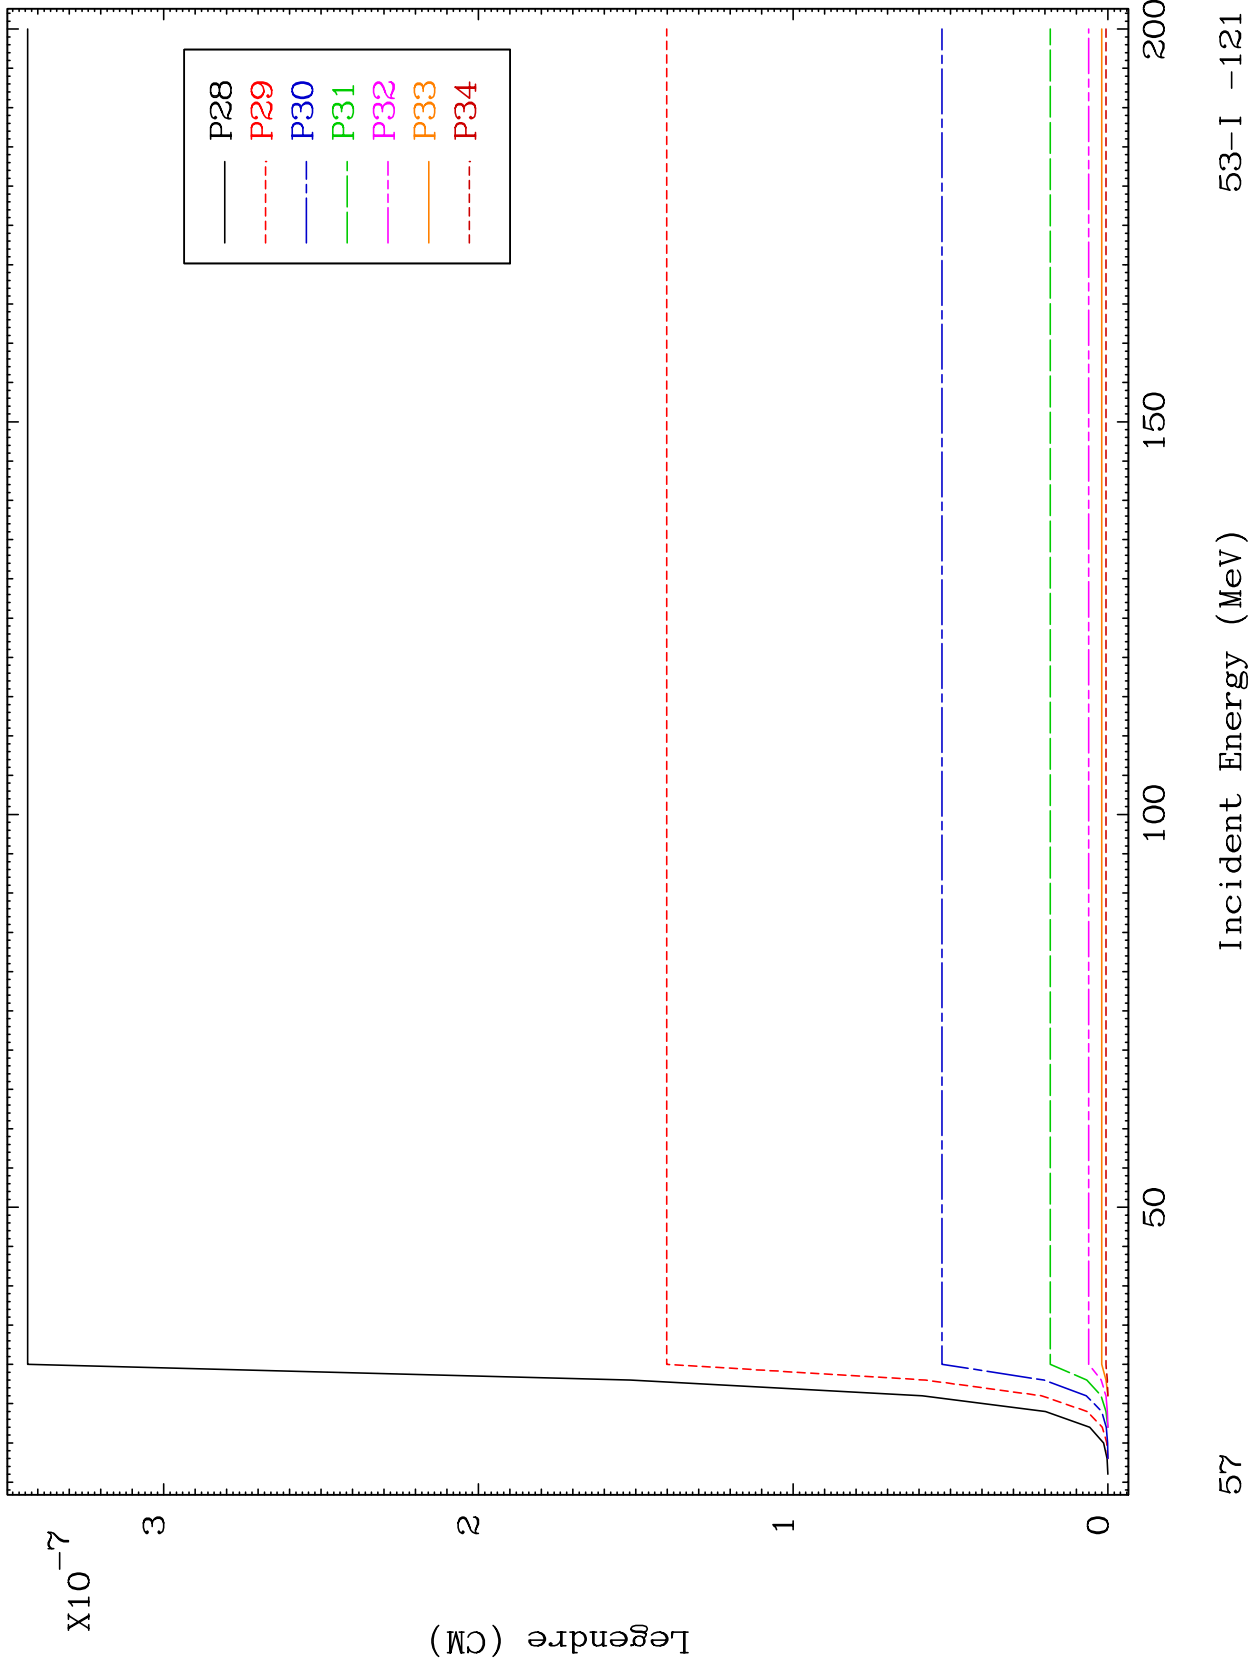 X10⁻⁷
Legendre (CM)
3
2
1
0
P28
P29
P30
P31
P32
P33
P34
50
100
150
200
57
Incident Energy (MeV)
53-I -121